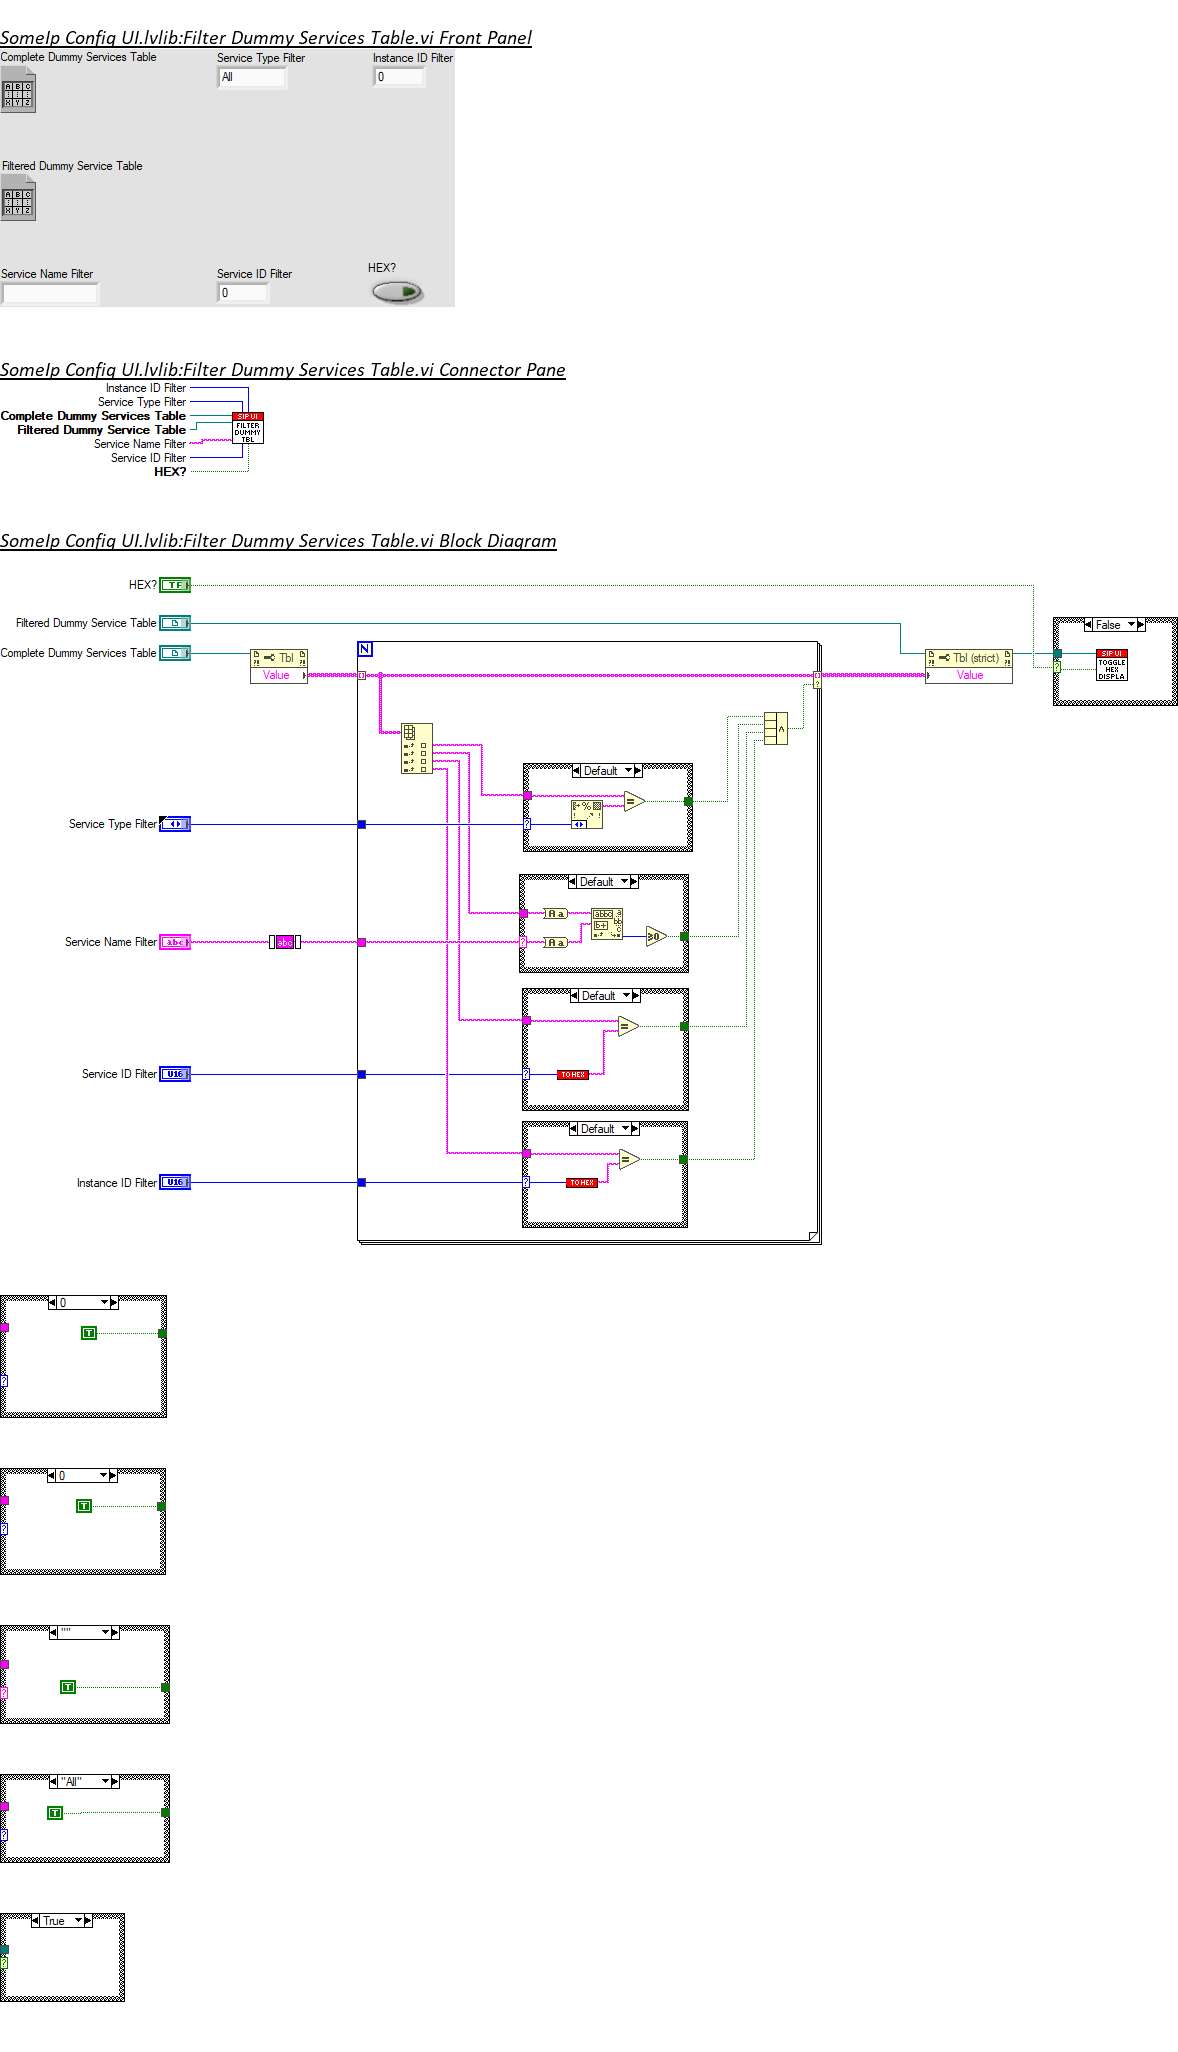 SomeIp Config UI.lvlib:Filter Dummy Services Table.vi Front Panel
Complete Dummy Services Table
Service Type Filter
Instance ID Filter
All
0
Filtered Dummy Service Table
Service Name Filter
Service ID Filter
HEX?
0
SomeIp Config UI.lvlib:Filter Dummy Services Table.vi Connector Pane
Instance ID Filter
Service Type Filter
Complete Dummy Services Table
Filtered Dummy Service Table
Service Name Filter
Service ID Filter
HEX?
SIP UI
FILTER
DUMMY
TBL
SomeIp Config UI.lvlib:Filter Dummy Services Table.vi Block Diagram
HEX?
TF
Filtered Dummy Service Table
Complete Dummy Services Table
Tbl
Value
N
Tbl (strict)
Value
False
SIP UI
TOGGLE
HEX
DISPLA
Default
Service Type Filter
Default
Service Name Filter
abc
abc
Aa
Aa
≥0
Default
Service ID Filter
U16
TO HEX
Default
Instance ID Filter
U16
TO HEX
0
T
0
T
""
T
"All"
T
True